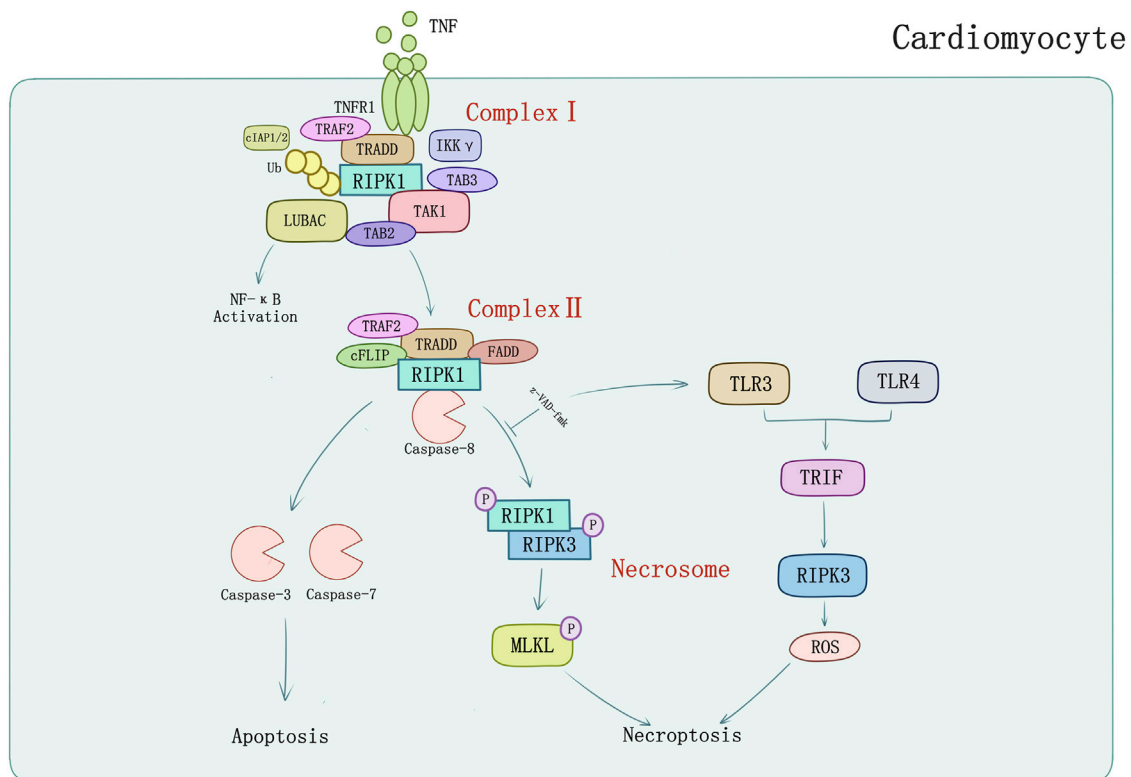 Cardiomyocyte
TNF
TNFR1
Complex Ⅰ
TRAF2
cIAP1/2
TRADD
IKK γ
Ub
RIPK1
TAB3
LUBAC
TAK1
TAB2
NF-κB
Activation
Complex Ⅱ
TRAF2
TRADD
cFLIP
FADD
RIPK1
z-VAD-fmk
Caspase-8
TLR3
TLR4
TRIF
P
RIPK1
P
RIPK3
Necrosome
RIPK3
Caspase-3
Caspase-7
P
MLKL
ROS
Apoptosis
Necroptosis